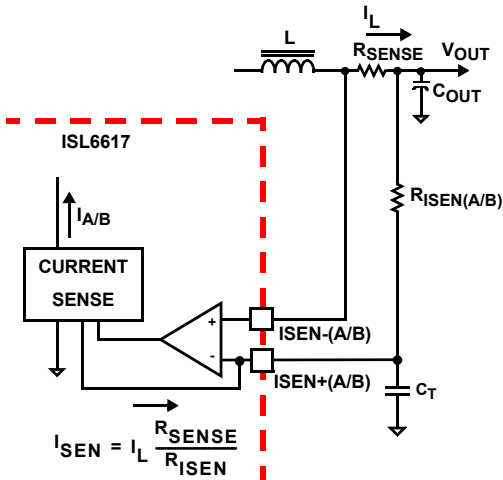 I_L
L
R_SENSE
V_OUT
C_OUT
ISL6617
I_A/B
R_ISEN(A/B)
CURRENT
SENSE
+
-
ISEN-(A/B)
ISEN+(A/B)
C_T
I_SEN = I_L R_SENSE / R_ISEN